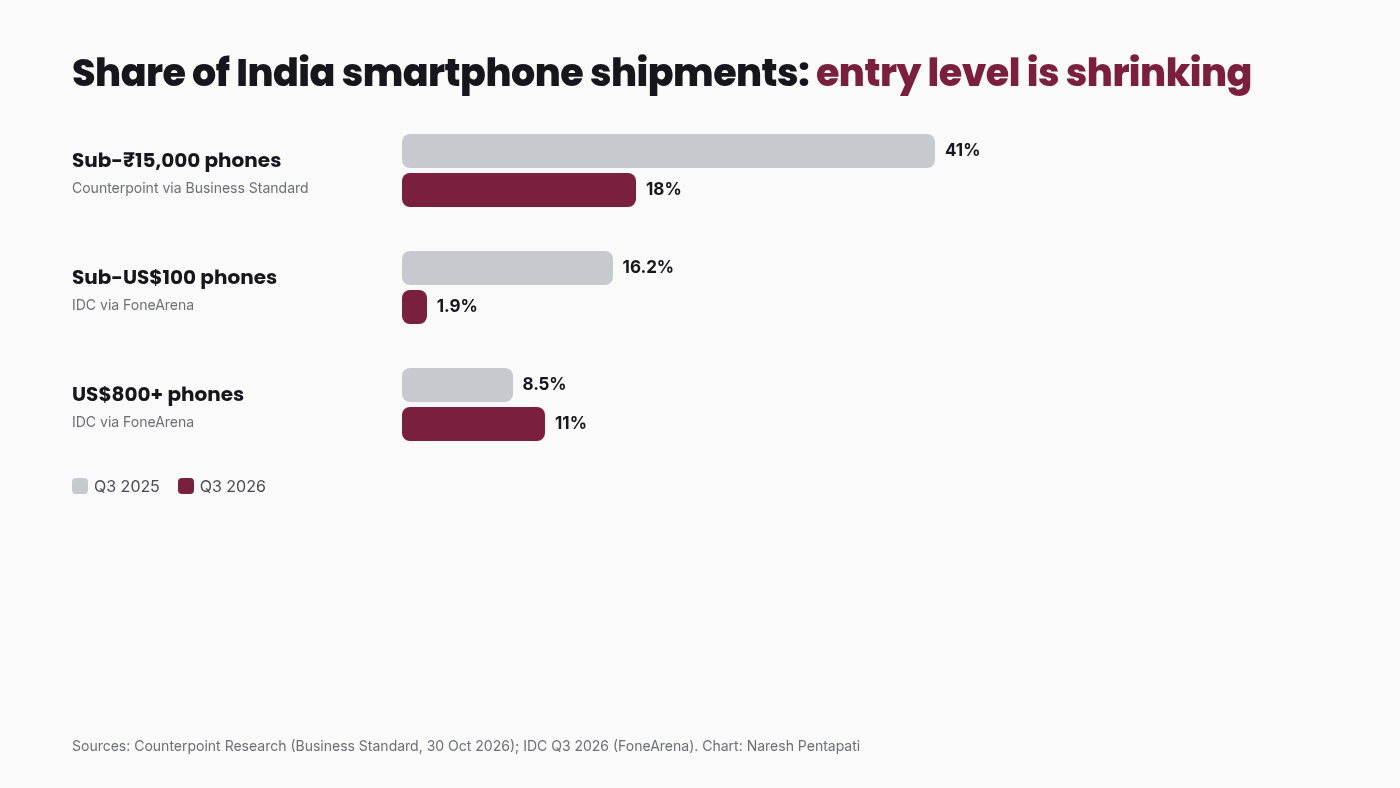 Share of India smartphone shipments: entry level is shrinking
Sub-₹15,000 phones
Counterpoint via Business Standard
41%
18%
Sub-US$100 phones
IDC via FoneArena
16.2%
1.9%
US$800+ phones
IDC via FoneArena
8.5%
11%
Q3 2025 Q3 2026
Sources: Counterpoint Research (Business Standard, 30 Oct 2026); IDC Q3 2026 (FoneArena). Chart: Naresh Pentapati